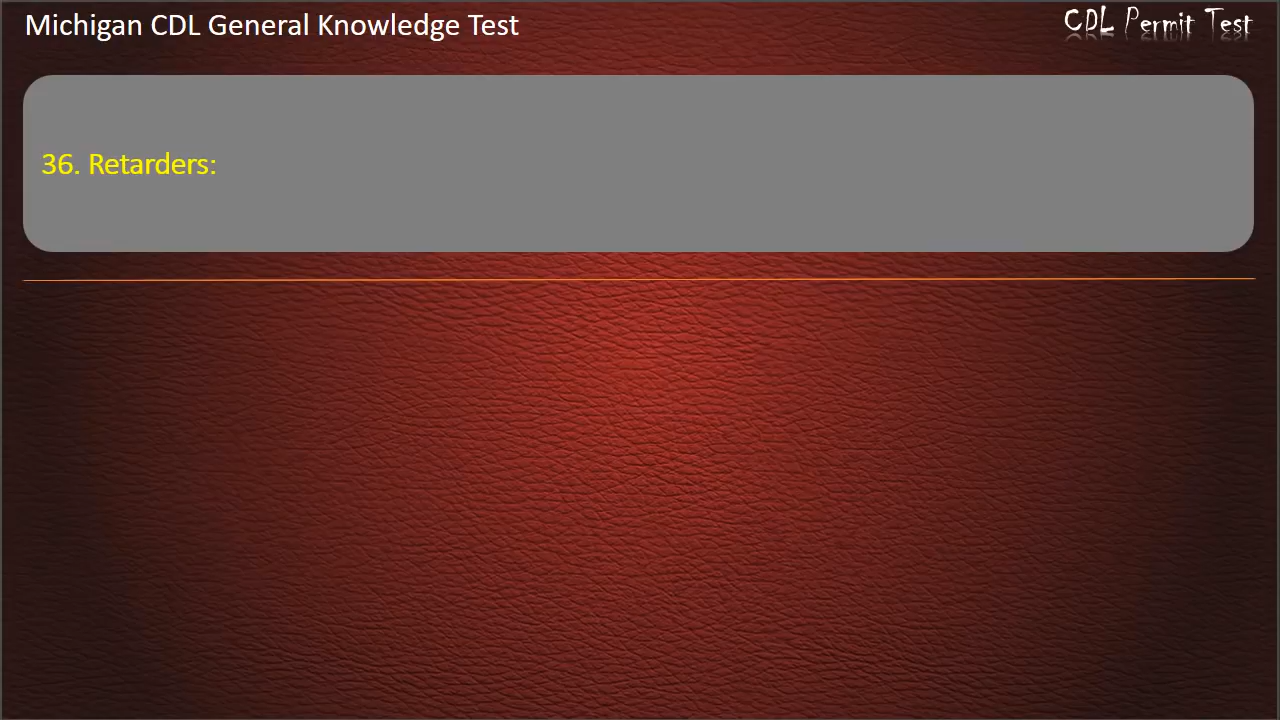 Michigan CDL General Knowledge Test
CDL Permit Test
36. Retarders: